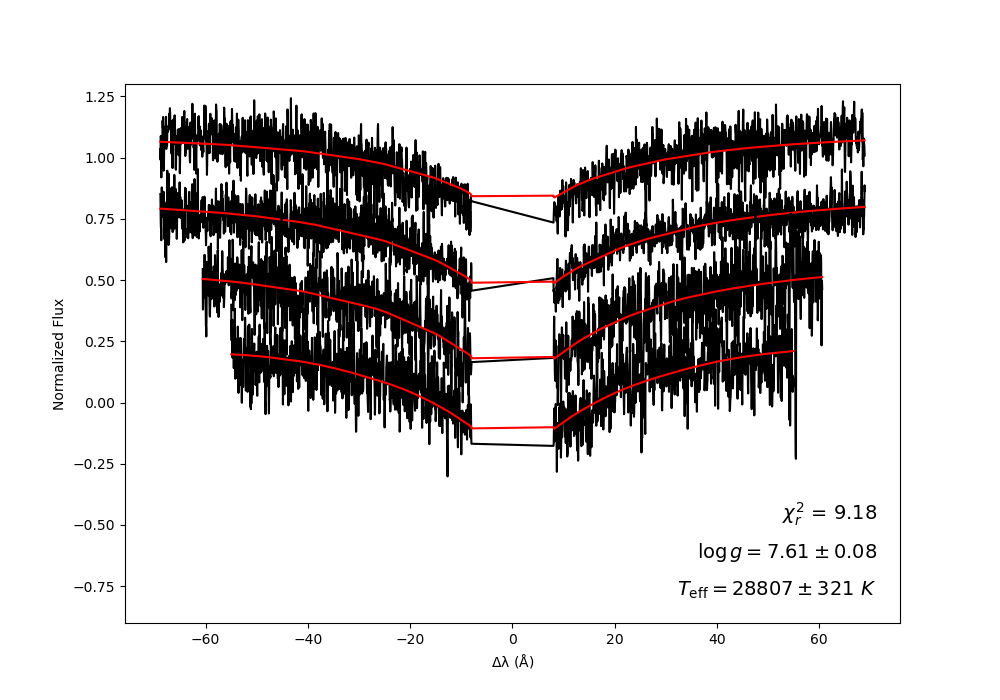 1.25
1.00
0.75
0.50
0.25
0.00
−0.25
−0.50
−0.75
Normalized Flux
χ²ᵣ = 9.18
log g = 7.61 ± 0.08
T_eff = 28807 ± 321 K
−60 −40 −20 0 20 40 60
Δλ (Å)